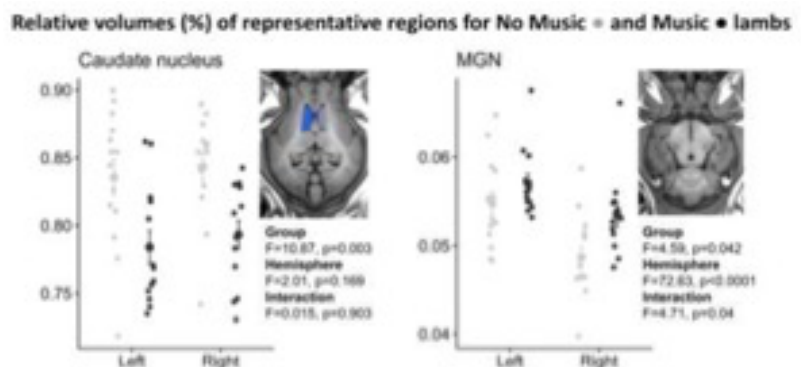 Relative volumes (%) of representative regions for No Music ● and Music ● lambs
Caudate nucleus
0.90
0.85
0.80
0.75
Left
Right
Group
F=10.87, p=0.003
Hemisphere
F=2.01, p=0.169
Interaction
F=0.015, p=0.903
MGN
0.06
0.05
0.04
Left
Right
Group
F=4.59, p=0.042
Hemisphere
F=72.63, p<0.0001
Interaction
F=4.71, p=0.04